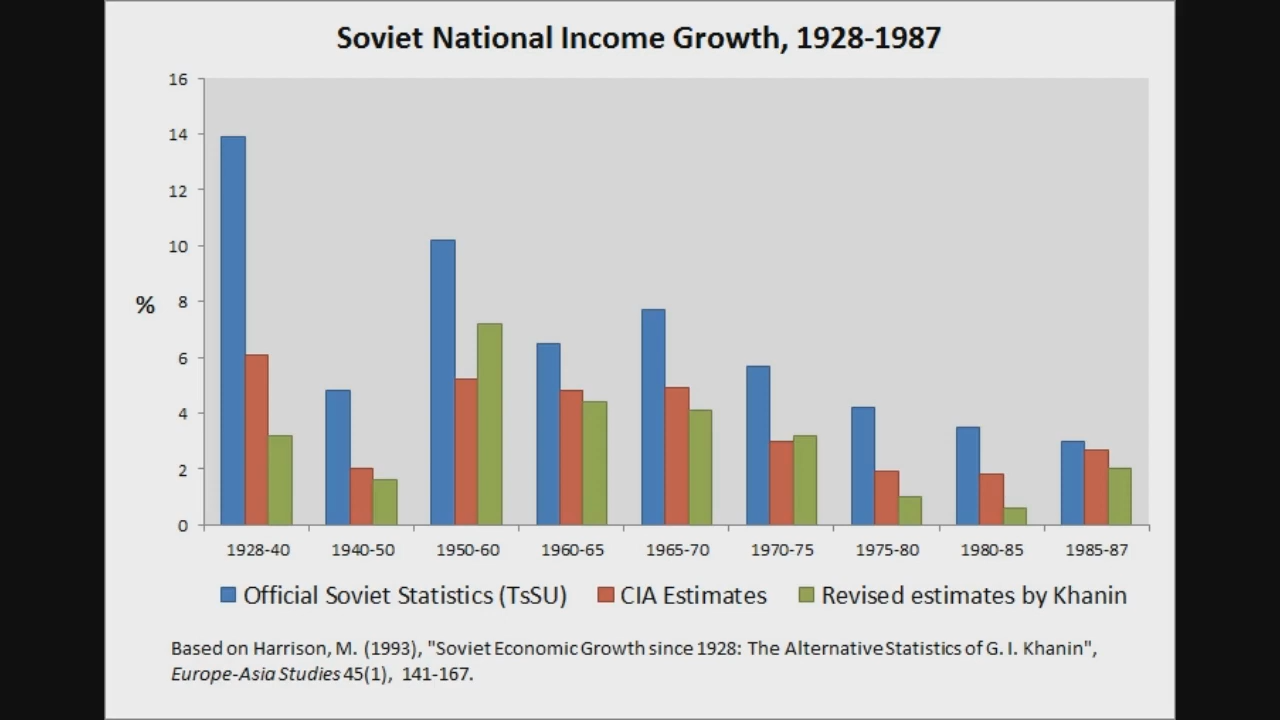 Soviet National Income Growth, 1928-1987
16
14
12
10
%
8
6
4
2
0
1928-40 1940-50 1950-60 1960-65 1965-70 1970-75 1975-80 1980-85 1985-87
Official Soviet Statistics (TsSU) CIA Estimates Revised estimates by Khanin
Based on Harrison, M. (1993), "Soviet Economic Growth since 1928: The Alternative Statistics of G. I. Khanin",
Europe-Asia Studies 45(1), 141-167.